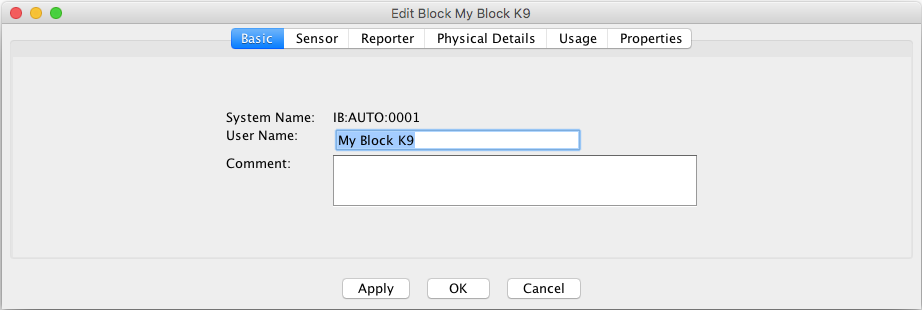 Edit Block My Block K9
Basic Sensor Reporter Physical Details Usage Properties
System Name: IB:AUTO:0001
User Name: My Block K9
Comment:
Apply OK Cancel